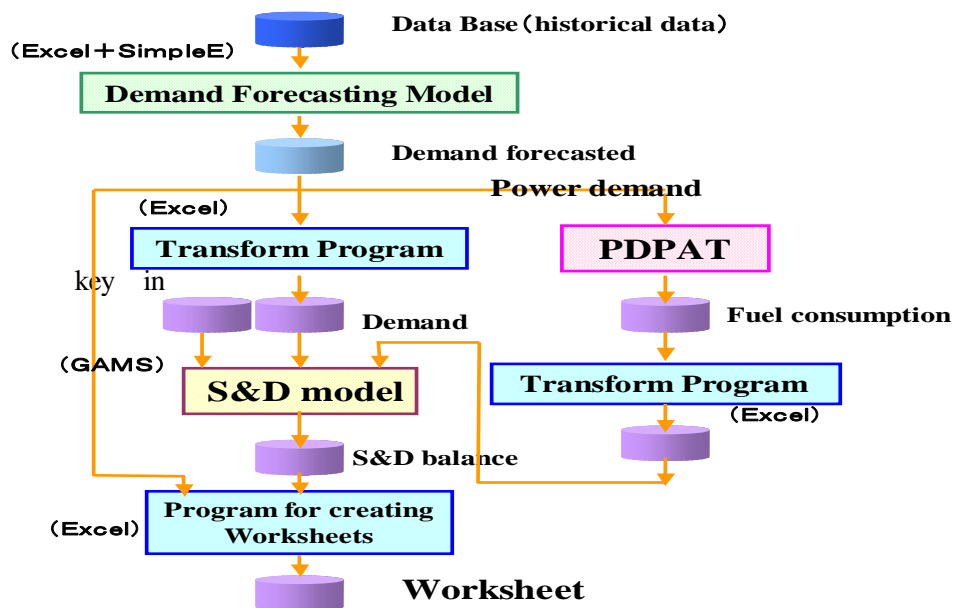 Data Base（historical data）
（Excel＋SimpleE）
Demand Forecasting Model
Demand forecasted
Power demand
（Excel）
Transform Program
PDPAT
key in
Demand
Fuel consumption
（GAMS）
S&D model
Transform Program
（Excel）
S&D balance
Program for creating
Worksheets
（Excel）
Worksheet